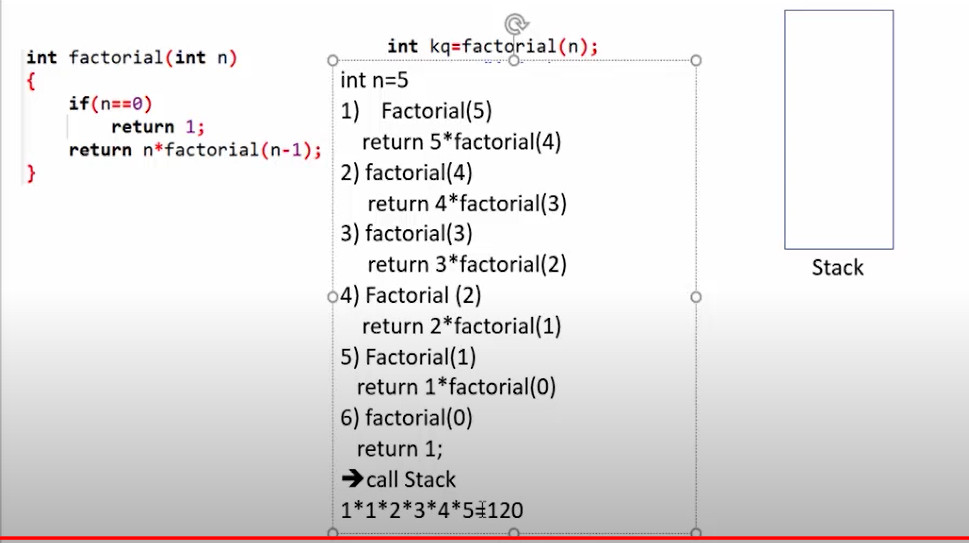 int factorial(int n)
{
if(n==0)
return 1;
return n*factorial(n-1);
}
int kq=factorial(n);
int n=5
1) Factorial(5)
return 5*factorial(4)
2) factorial(4)
return 4*factorial(3)
3) factorial(3)
return 3*factorial(2)
4) Factorial (2)
return 2*factorial(1)
5) Factorial(1)
return 1*factorial(0)
6) factorial(0)
return 1;
➔call Stack
1*1*2*3*4*5=120
Stack